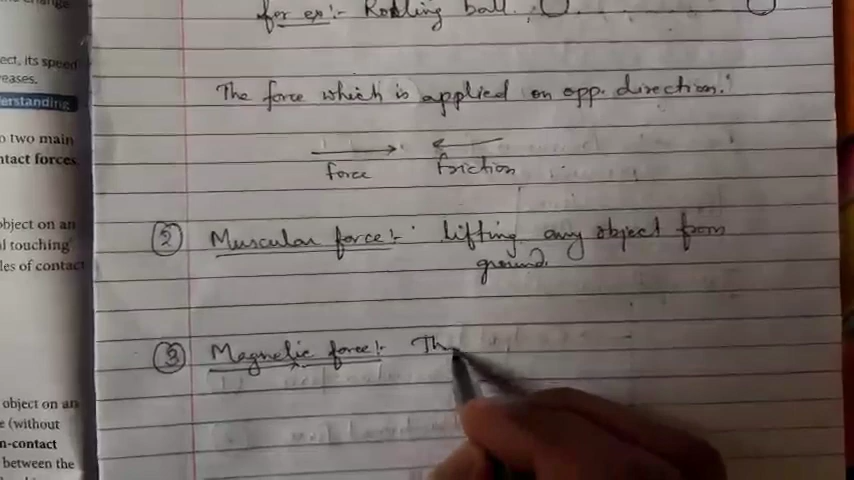 for ex:- Rolling ball.
The force which is applied on opp. direction.
force friction
② Muscular force:- lifting any object from
ground.
③ Magnetic force:- Th
ect, its speed
eases.
erstanding
o two main
ntact forces
object on an
al touching
les of contact
object on an
e (without
n-contact
between the